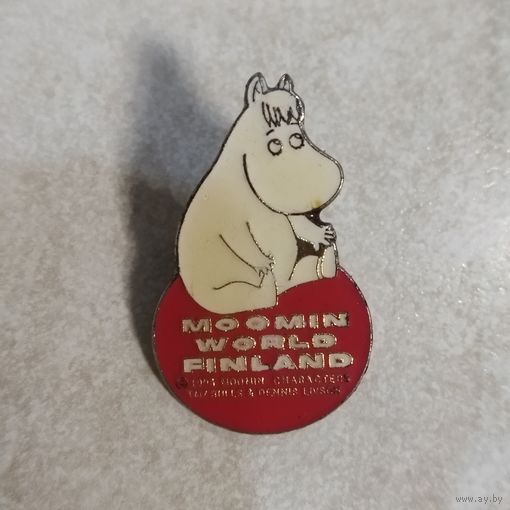 MOOMIN
WORLD
FINLAND
MOOMIN CHARACTERS
& DENNIS LIVSON
www.ay.by